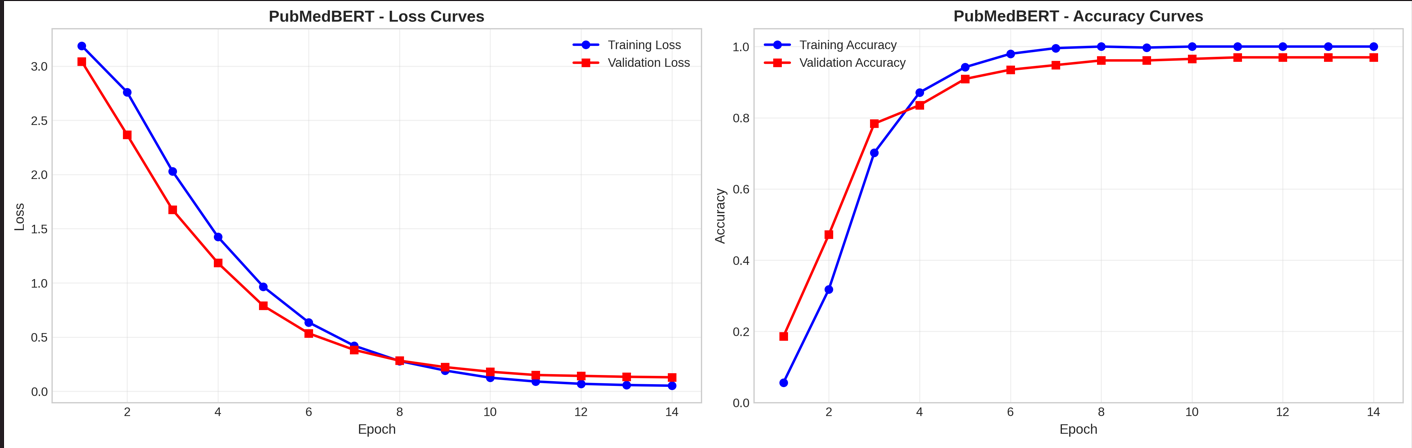 PubMedBERT - Loss Curves
Training Loss
Validation Loss
3.0
2.5
2.0
1.5
1.0
0.5
0.0
Loss
2 4 6 8 10 12 14
Epoch
PubMedBERT - Accuracy Curves
Training Accuracy
Validation Accuracy
1.0
0.8
0.6
0.4
0.2
0.0
Accuracy
2 4 6 8 10 12 14
Epoch